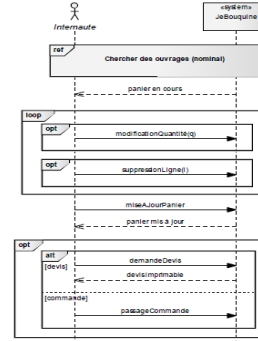 «system»
Internaute
JeBouquine
ref
Chercher des ouvrages (nominal)
panier en cours
loop
opt
modificationQuantité(q)
opt
suppressionLigne(l)
miseAJourPanier
panier mis à jour
opt
alt
demandeDevis
[devis]
devis imprimable
[commande]
passageCommande